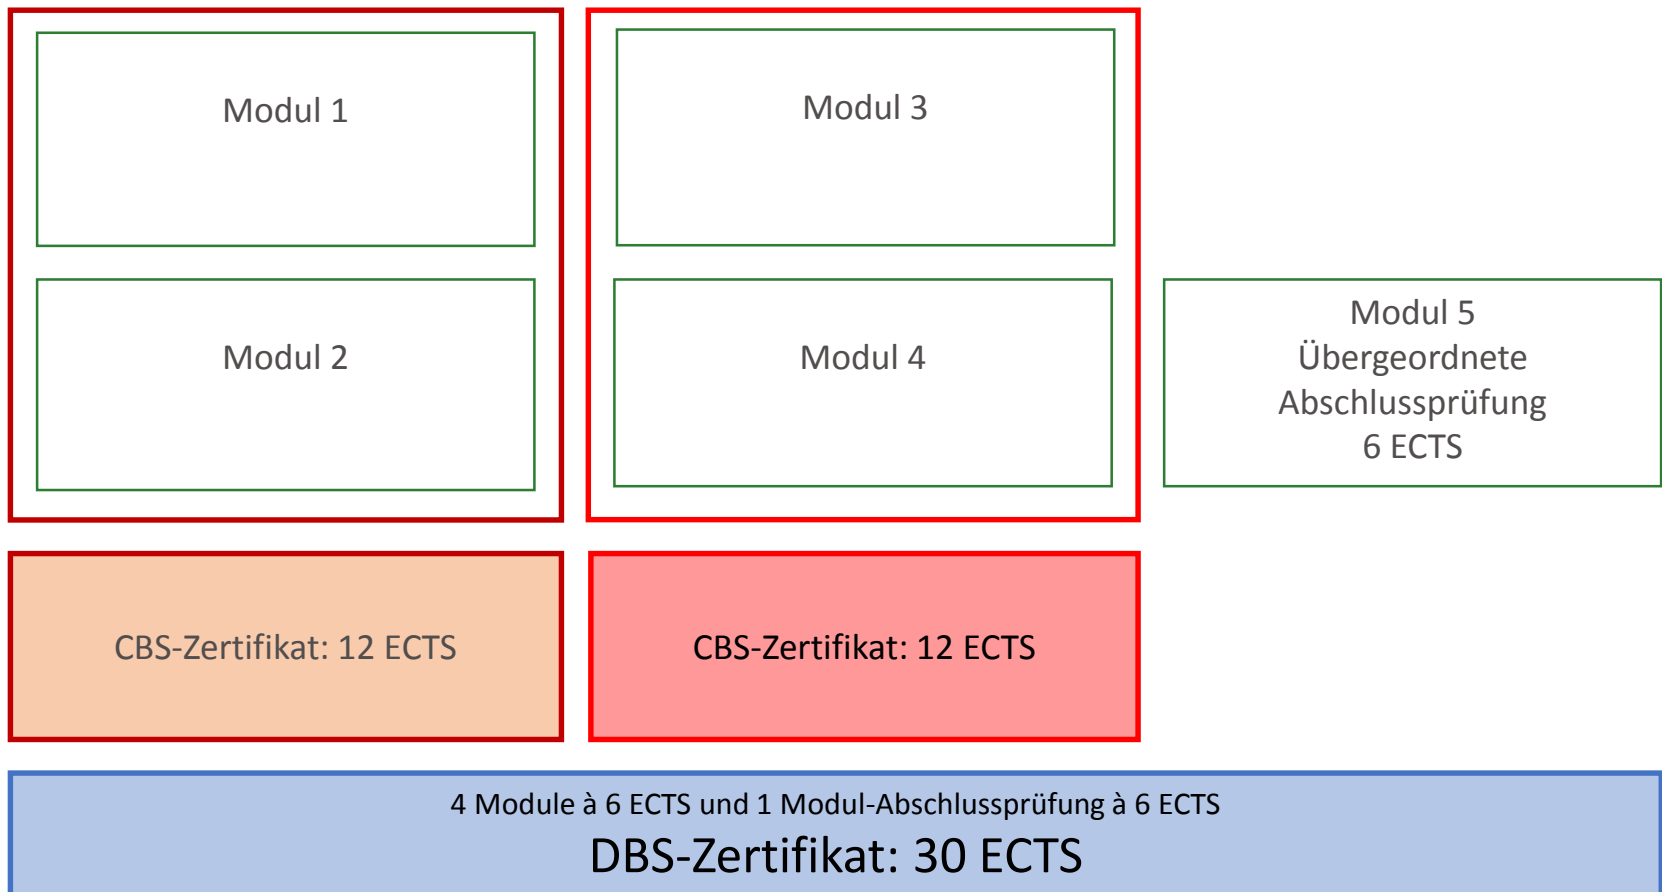 Modul 1
Modul 2
Modul 3
Modul 4
Modul 5
Übergeordnete
Abschlussprüfung
6 ECTS
CBS-Zertifikat: 12 ECTS
CBS-Zertifikat: 12 ECTS
4 Module à 6 ECTS und 1 Modul-Abschlussprüfung à 6 ECTS
DBS-Zertifikat: 30 ECTS